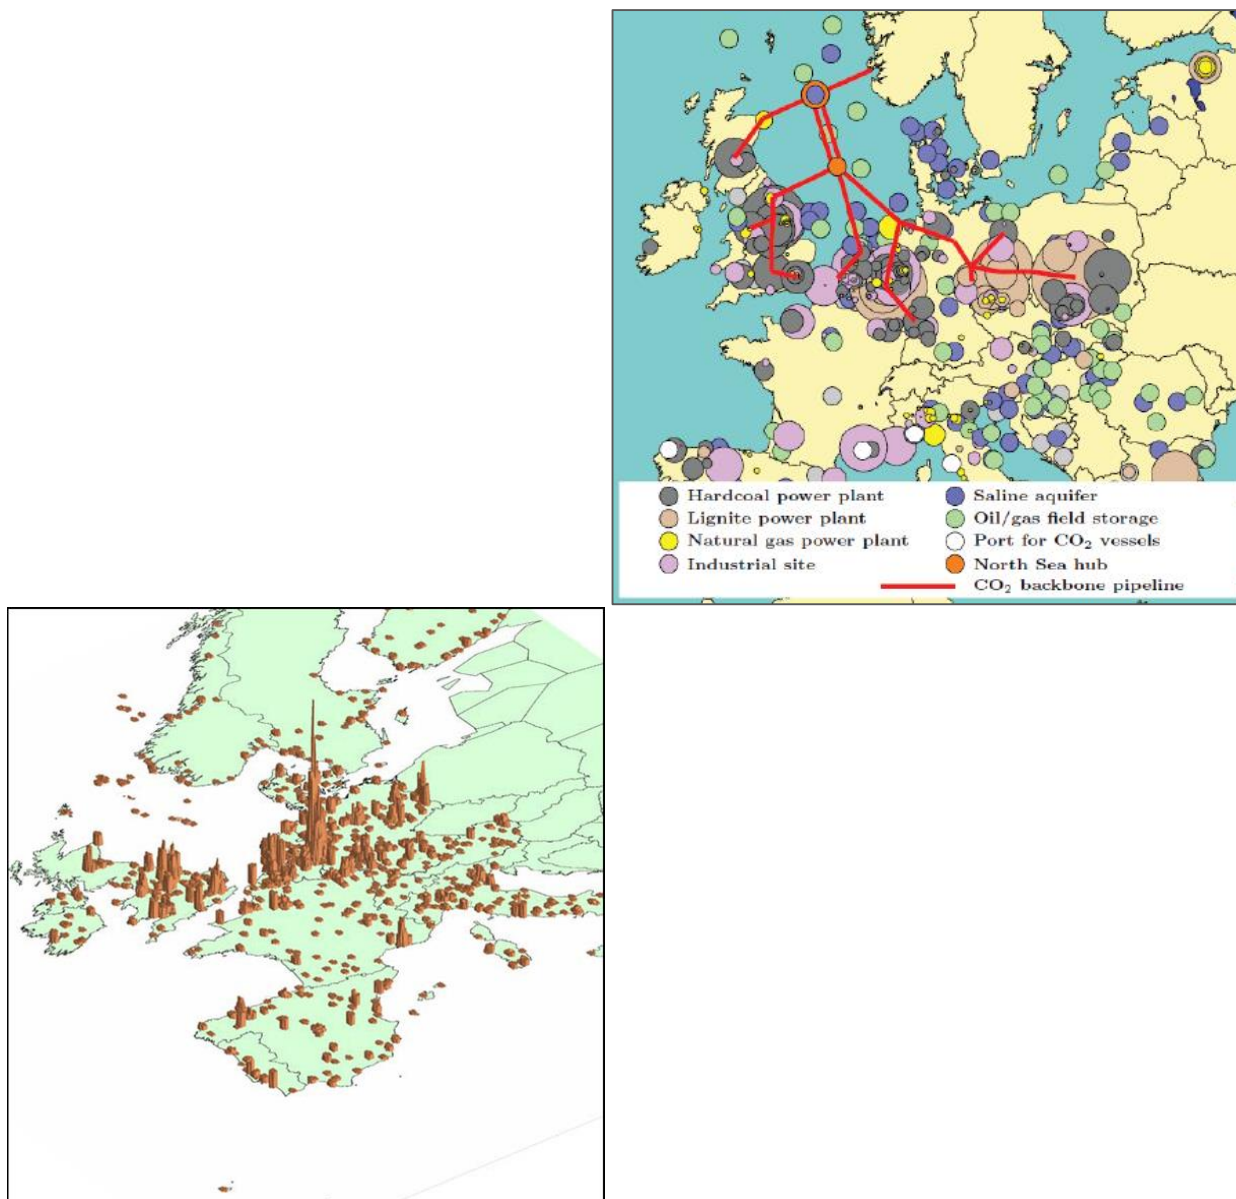 Hardcoal power plant
Lignite power plant
Natural gas power plant
Industrial site
Saline aquifer
Oil/gas field storage
Port for CO₂ vessels
North Sea hub
CO₂ backbone pipeline